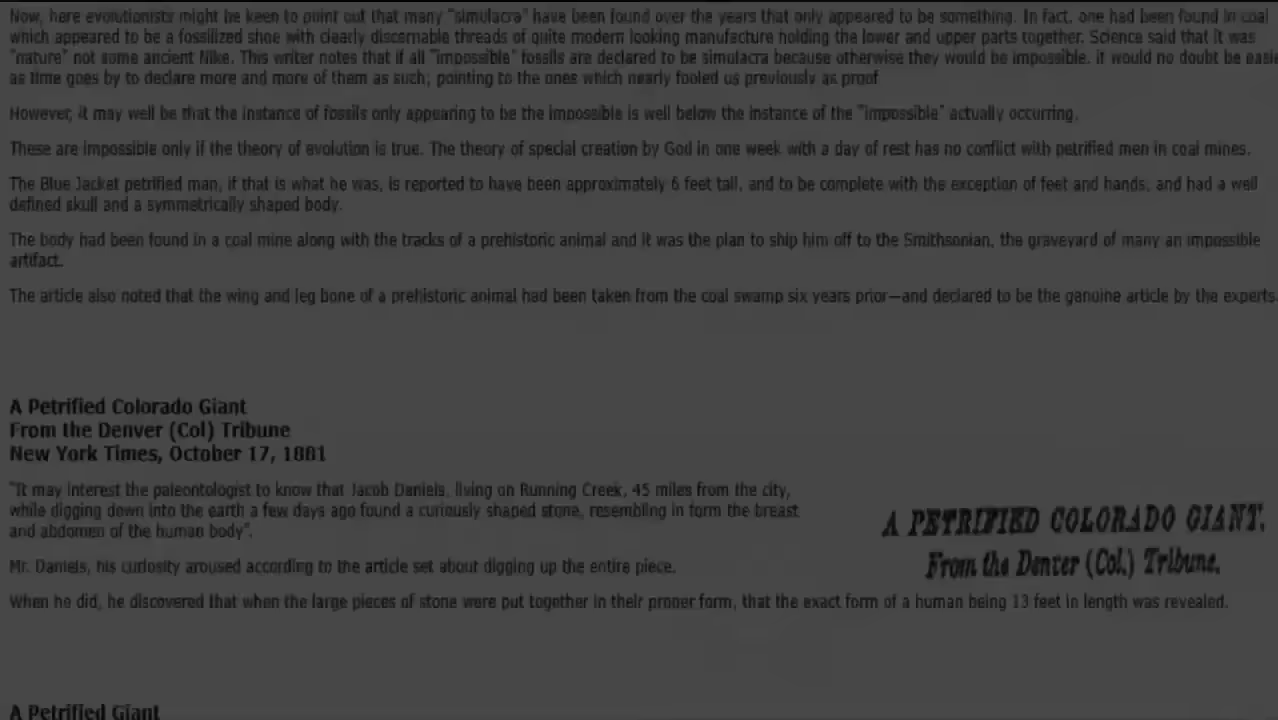 Now, here evolutionists might be keen to point out that many "simulacra" have been found over the years that only appeared to be something. In fact, one had been found in coal
which appeared to be a fossilized shoe with clearly discernable threads of quite modern looking manufacture holding the lower and upper parts together. Science said that it was
"nature" not some ancient Nike. This writer notes that if all "impossible" fossils are declared to be simulacra because otherwise they would be impossible, it would no doubt be easie
as time goes by to declare more and more of them as such; pointing to the ones which nearly fooled us previously as proof
However, it may well be that the instance of fossils only appearing to be the impossible is well below the instance of the "impossible" actually occurring.
These are impossible only if the theory of evolution is true. The theory of special creation by God in one week with a day of rest has no conflict with petrified men in coal mines.
The Blue Jacket petrified man, if that is what he was, is reported to have been approximately 6 feet tall, and to be complete with the exception of feet and hands, and had a well
defined skull and a symmetrically shaped body.
The body had been found in a coal mine along with the tracks of a prehistoric animal and it was the plan to ship him off to the Smithsonian, the graveyard of many an impossible
artifact.
The article also noted that the wing and leg bone of a prehistoric animal had been taken from the coal swamp six years prior—and declared to be the genuine article by the experts.
A Petrified Colorado Giant
From the Denver (Col) Tribune
New York Times, October 17, 1881
"It may interest the paleontologist to know that Jacob Daniels, living on Running Creek, 45 miles from the city,
while digging down into the earth a few days ago found a curiously shaped stone, resembling in form the breast
and abdomen of the human body".
A PETRIFIED COLORADO GIANT.
From the Denver (Col.) Tribune.
Mr. Daniels, his curiosity aroused according to the article set about digging up the entire piece.
When he did, he discovered that when the large pieces of stone were put together in their proper form, that the exact form of a human being 13 feet in length was revealed.
A Petrified Giant